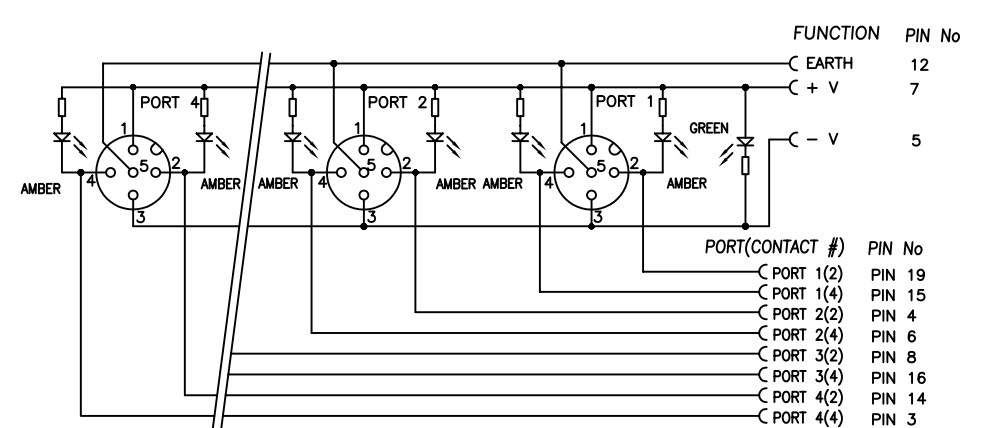 FUNCTION PIN No
EARTH 12
+ V 7
PORT 4 PORT 2 PORT 1
GREEN
1 1 1
- V 5
4 5 2 4 5 2 4 5 2
AMBER AMBER AMBER AMBER AMBER AMBER
3 3 3
PORT(CONTACT #) PIN No
PORT 1(2) PIN 19
PORT 1(4) PIN 15
PORT 2(2) PIN 4
PORT 2(4) PIN 6
PORT 3(2) PIN 8
PORT 3(4) PIN 16
PORT 4(2) PIN 14
PORT 4(4) PIN 3